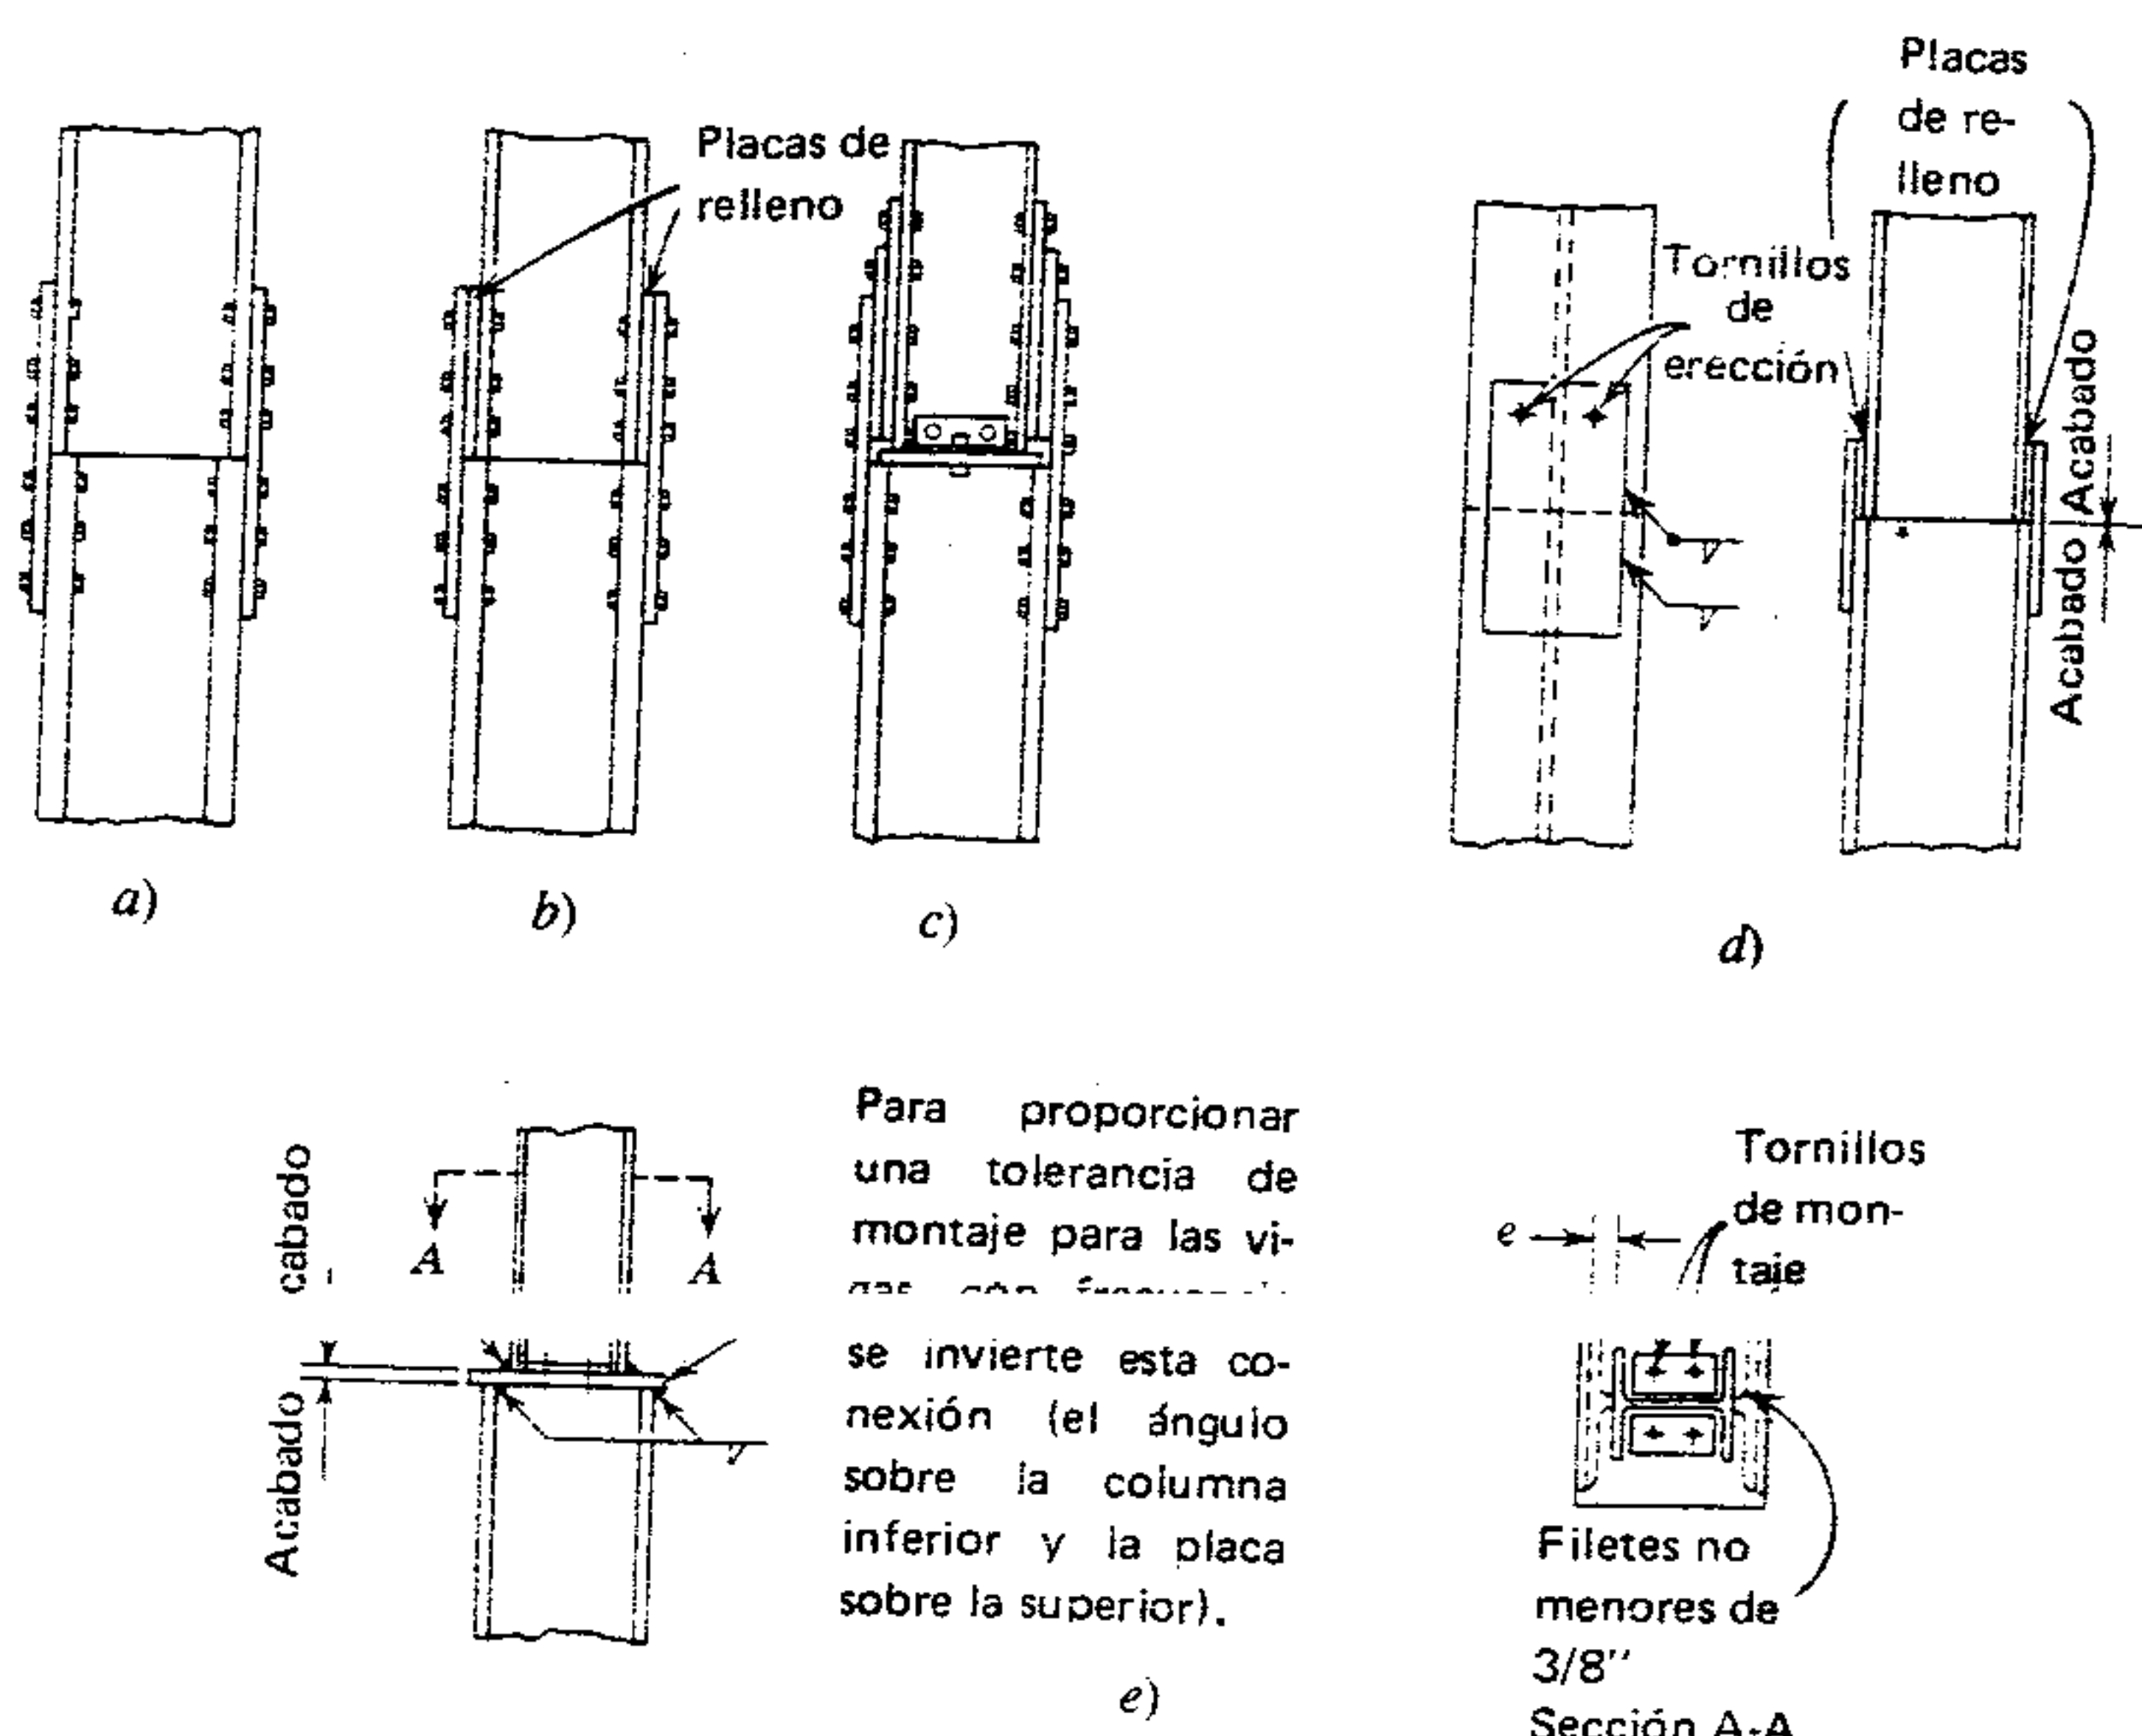 Placas de
relleno
Placas
de re-
lleno
Tornillos
de
erección
Acabado
Acabado
a)
b)
c)
d)
cabado
Acabado
A
A
Para proporcionar
una tolerancia de
montaje para las vi-
se invierte esta co-
nexión (el ángulo
sobre la columna
inferior y la placa
sobre la superior).
e)
e
Tornillos
de mon-
taje
Filetes no
menores de
3/8''
Sección A-A